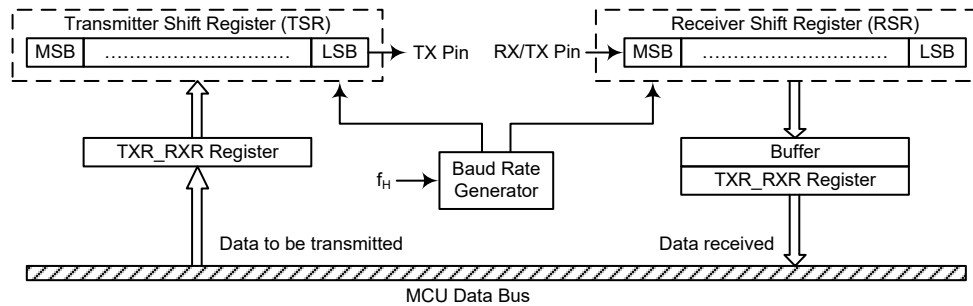 Transmitter Shift Register (TSR)
MSB ………………………… LSB
TX Pin
RX/TX Pin
Receiver Shift Register (RSR)
MSB ………………………… LSB
TXR_RXR Register
fH
Baud Rate
Generator
Buffer
TXR_RXR Register
Data to be transmitted
Data received
MCU Data Bus